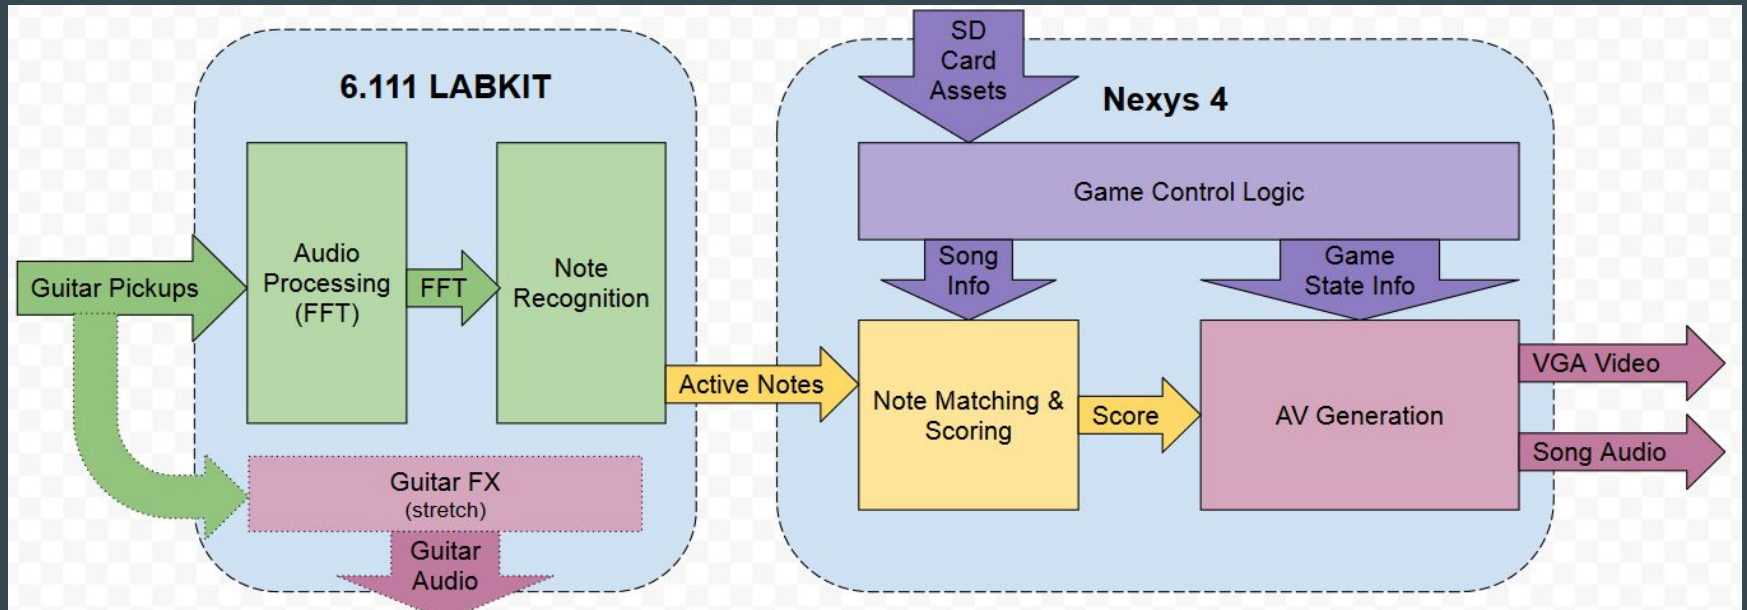 6.111 LABKIT
Guitar Pickups
Audio
Processing
(FFT)
FFT
Note
Recognition
Guitar FX
(stretch)
Guitar
Audio
Active Notes
Nexys 4
SD
Card
Assets
Game Control Logic
Song
Info
Game
State Info
Note Matching &
Scoring
Score
AV Generation
VGA Video
Song Audio